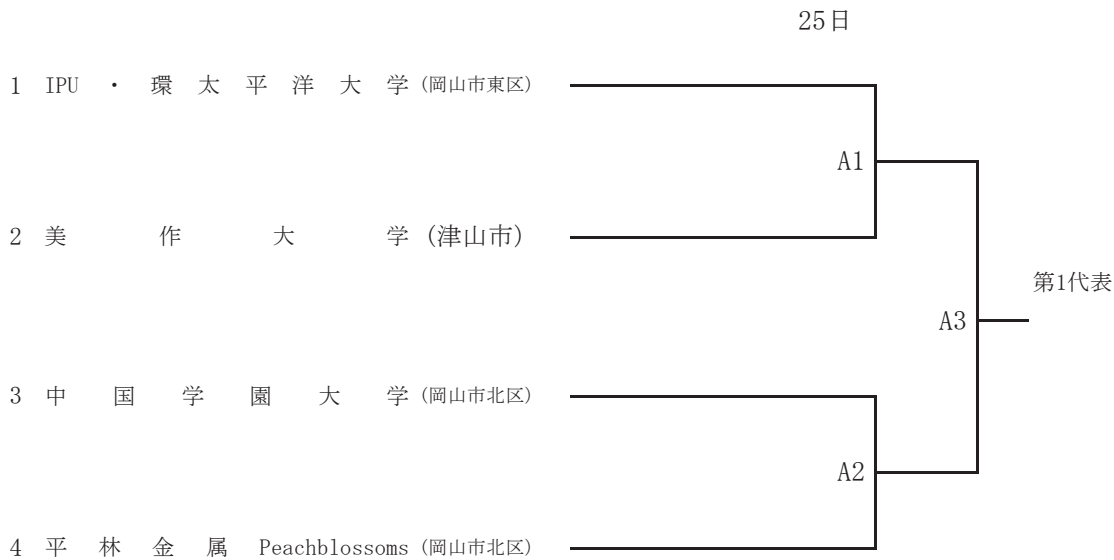 25日
1 IPU ・ 環太平洋大学 (岡山市東区)
A1
2 美作大学 (津山市)
第1代表
A3
3 中国学園大学 (岡山市北区)
A2
4 平林金属 Peachblossoms (岡山市北区)